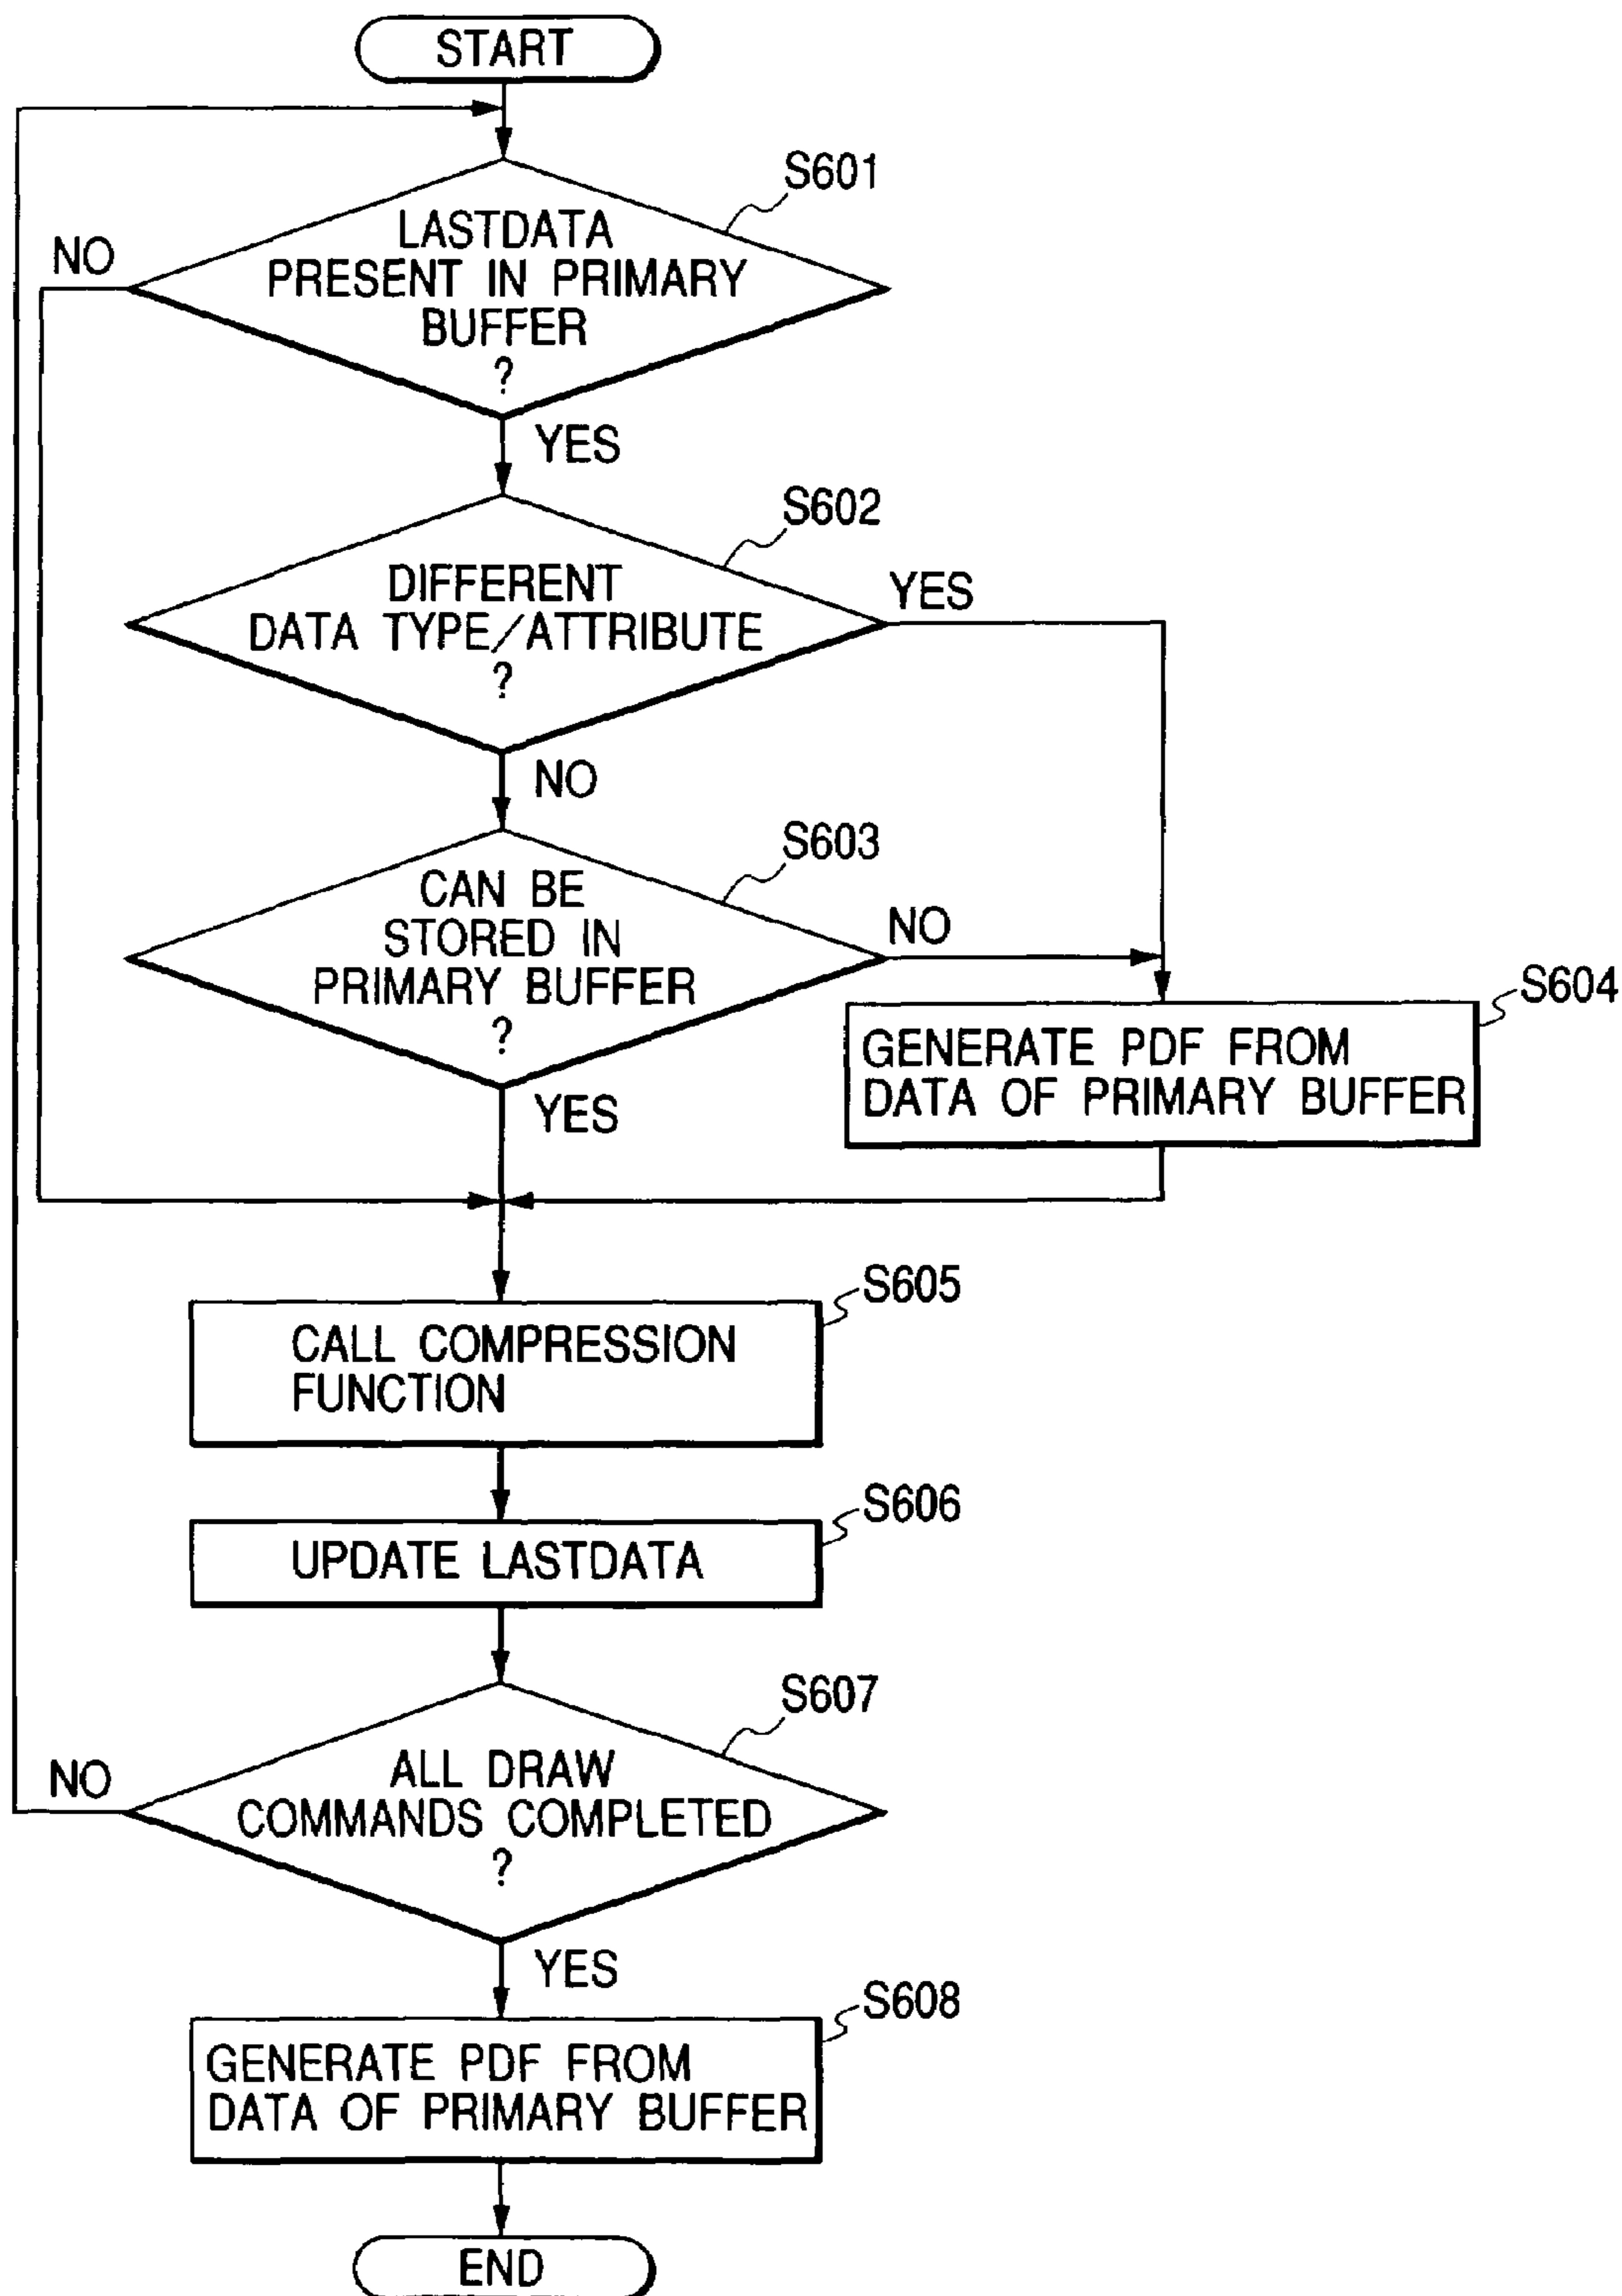 START
S601
LASTDATA
PRESENT IN PRIMARY
BUFFER
?
NO
YES
S602
DIFFERENT
DATA TYPE/ATTRIBUTE
?
YES
NO
S603
CAN BE
STORED IN
PRIMARY BUFFER
?
NO
YES
S604
GENERATE PDF FROM
DATA OF PRIMARY BUFFER
S605
CALL COMPRESSION
FUNCTION
S606
UPDATE LASTDATA
S607
ALL DRAW
COMMANDS COMPLETED
?
NO
YES
S608
GENERATE PDF FROM
DATA OF PRIMARY BUFFER
END